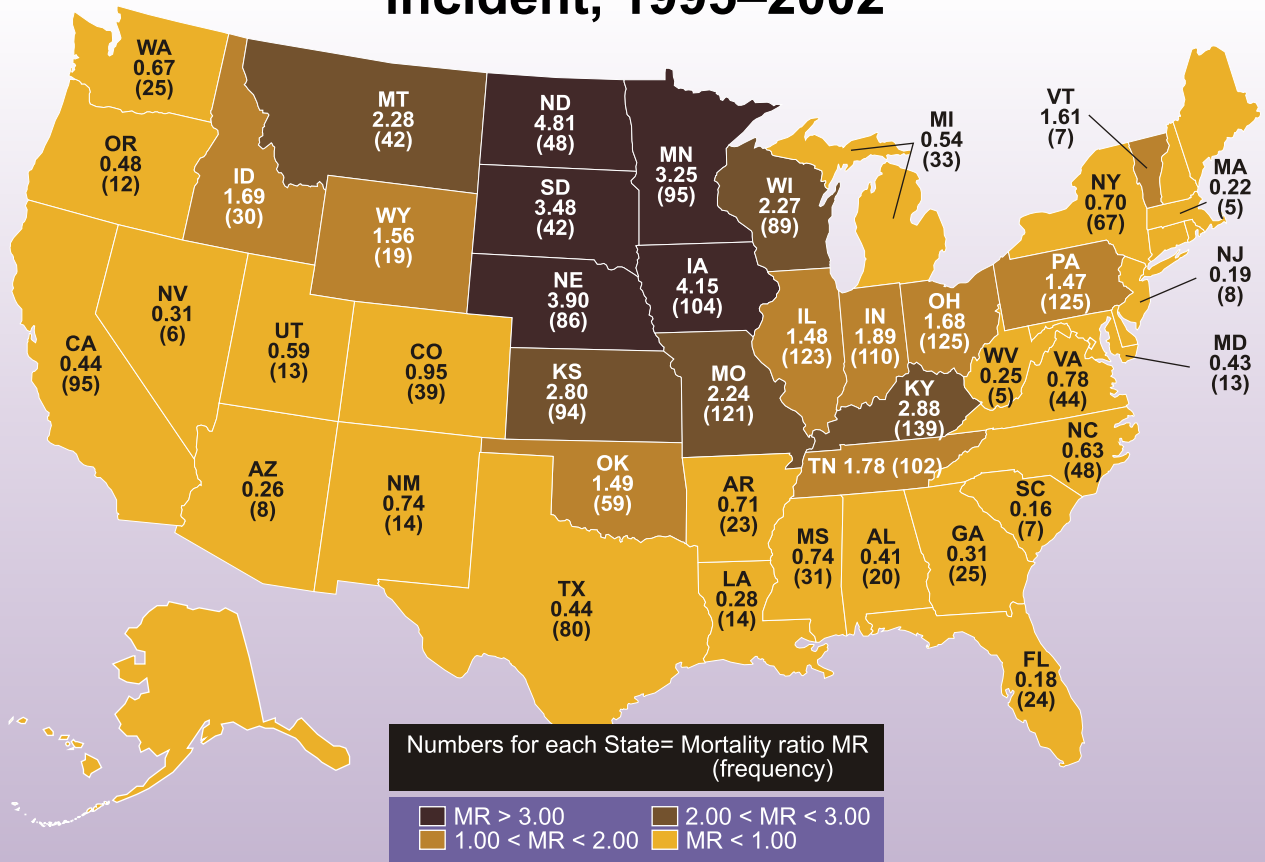 incident, 1995–2002
WA
0.67
(25)
OR
0.48
(12)
ID
1.69
(30)
MT
2.28
(42)
WY
1.56
(19)
ND
4.81
(48)
SD
3.48
(42)
NE
3.90
(86)
MN
3.25
(95)
IA
4.15
(104)
WI
2.27
(89)
MI
0.54
(33)
VT
1.61
(7)
NY
0.70
(67)
MA
0.22
(5)
NJ
0.19
(8)
MD
0.43
(13)
PA
1.47
(125)
CA
0.44
(95)
NV
0.31
(6)
UT
0.59
(13)
CO
0.95
(39)
KS
2.80
(94)
MO
2.24
(121)
IL
1.48
(123)
IN
1.89
(110)
OH
1.68
(125)
WV
0.25
(5)
VA
0.78
(44)
KY
2.88
(139)
NC
0.63
(48)
TN 1.78 (102)
AZ
0.26
(8)
NM
0.74
(14)
OK
1.49
(59)
AR
0.71
(23)
SC
0.16
(7)
MS
0.74
(31)
AL
0.41
(20)
GA
0.31
(25)
TX
0.44
(80)
LA
0.28
(14)
FL
0.18
(24)
Numbers for each State= Mortality ratio MR
(frequency)
MR > 3.00
2.00 < MR < 3.00
1.00 < MR < 2.00
MR < 1.00